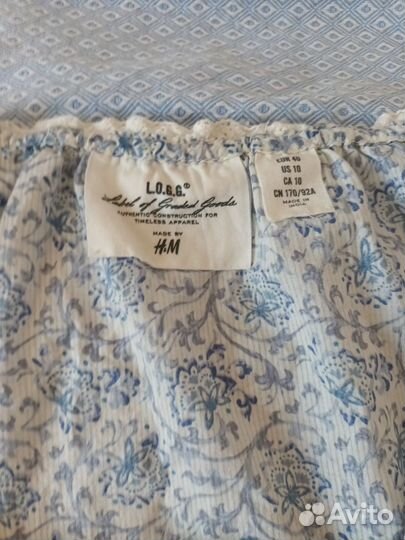 L.O.G.G.®
Label of Graded Goods
AUTHENTIC CONSTRUCTION FOR
TIMELESS APPAREL
MADE BY
H&M
EUR 40
US 10
CA 10
CN 170/92A
MADE IN
INDIA
Avito